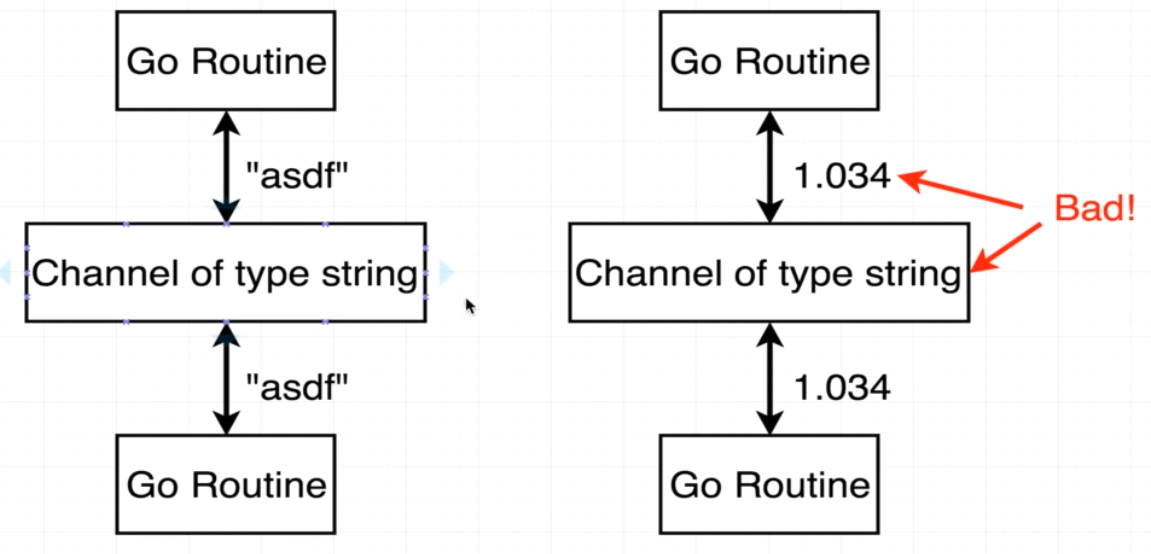 Go Routine
"asdf"
Channel of type string
"asdf"
Go Routine
Go Routine
1.034
Bad!
Channel of type string
1.034
Go Routine